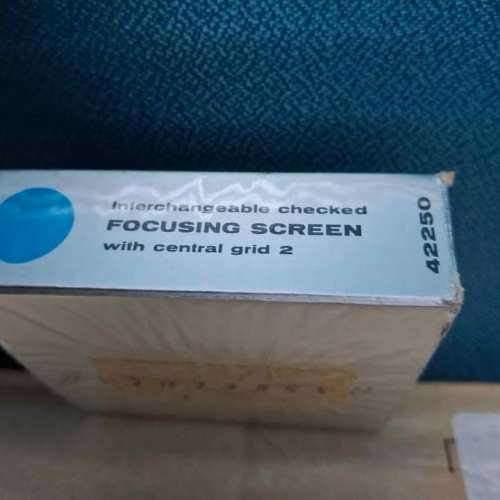 Interchangeable checked
FOCUSING SCREEN
with central grid 2
42250